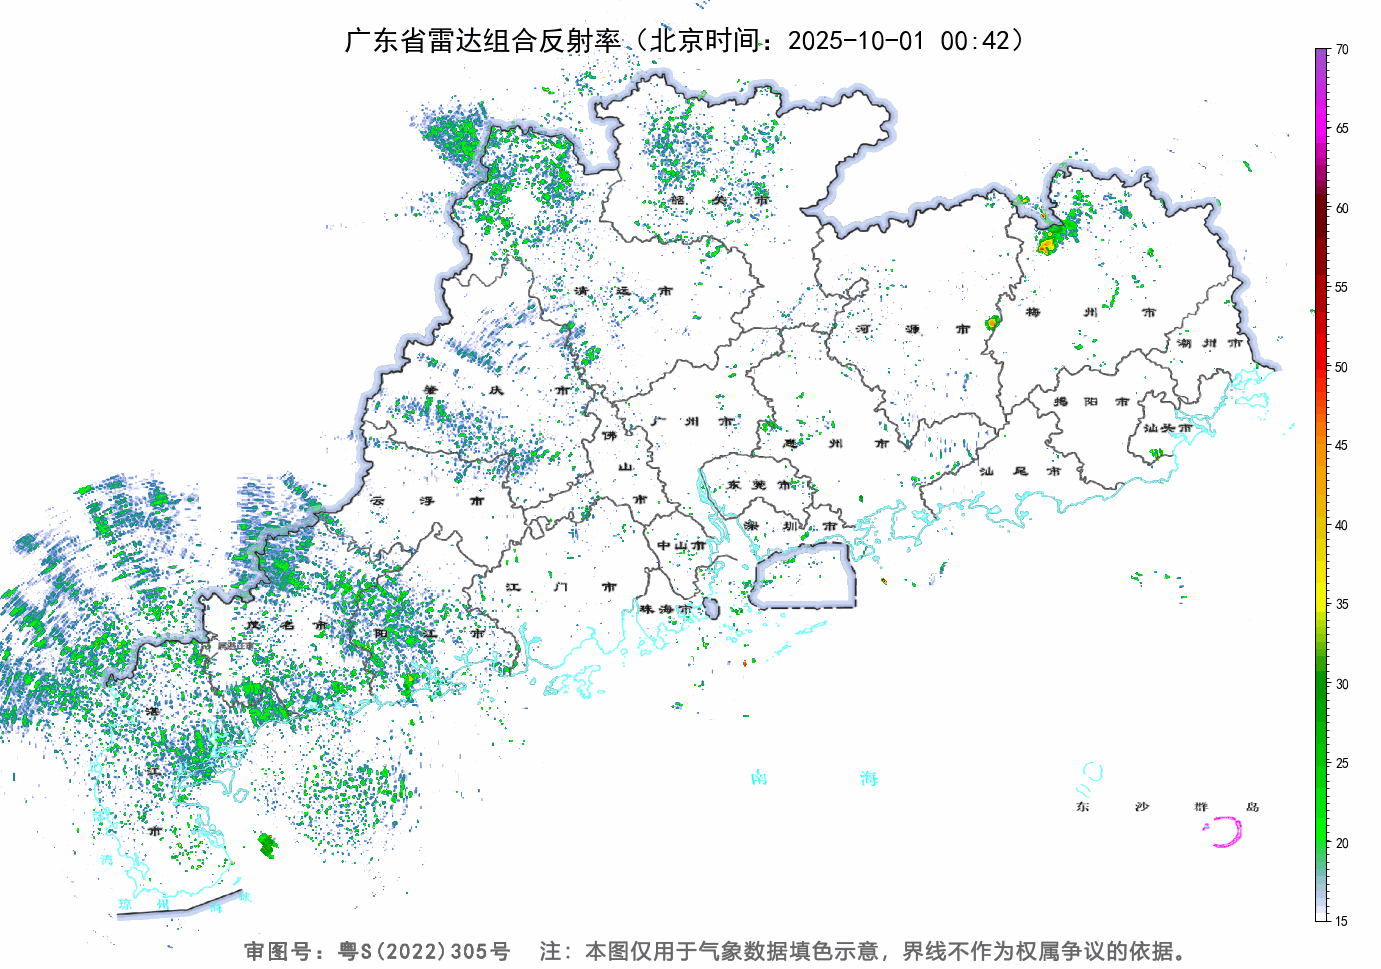 广东省雷达组合反射率（北京时间：2025-10-01 00:42）
70
65
60
55
50
45
40
35
30
25
20
15
韶关市
清远市
河源市
梅州市
潮州市
肇庆市
揭阳市
广州市
佛山市
惠州市
汕头市
汕尾市
东莞市
云浮市
深圳市
中山市
江门市
珠海市
茂名市
阳江市
湛江市
南海
东沙群岛
琼州海峡
审图号：粤S(2022)305号 注：本图仅用于气象数据填色示意，界线不作为权属争议的依据。